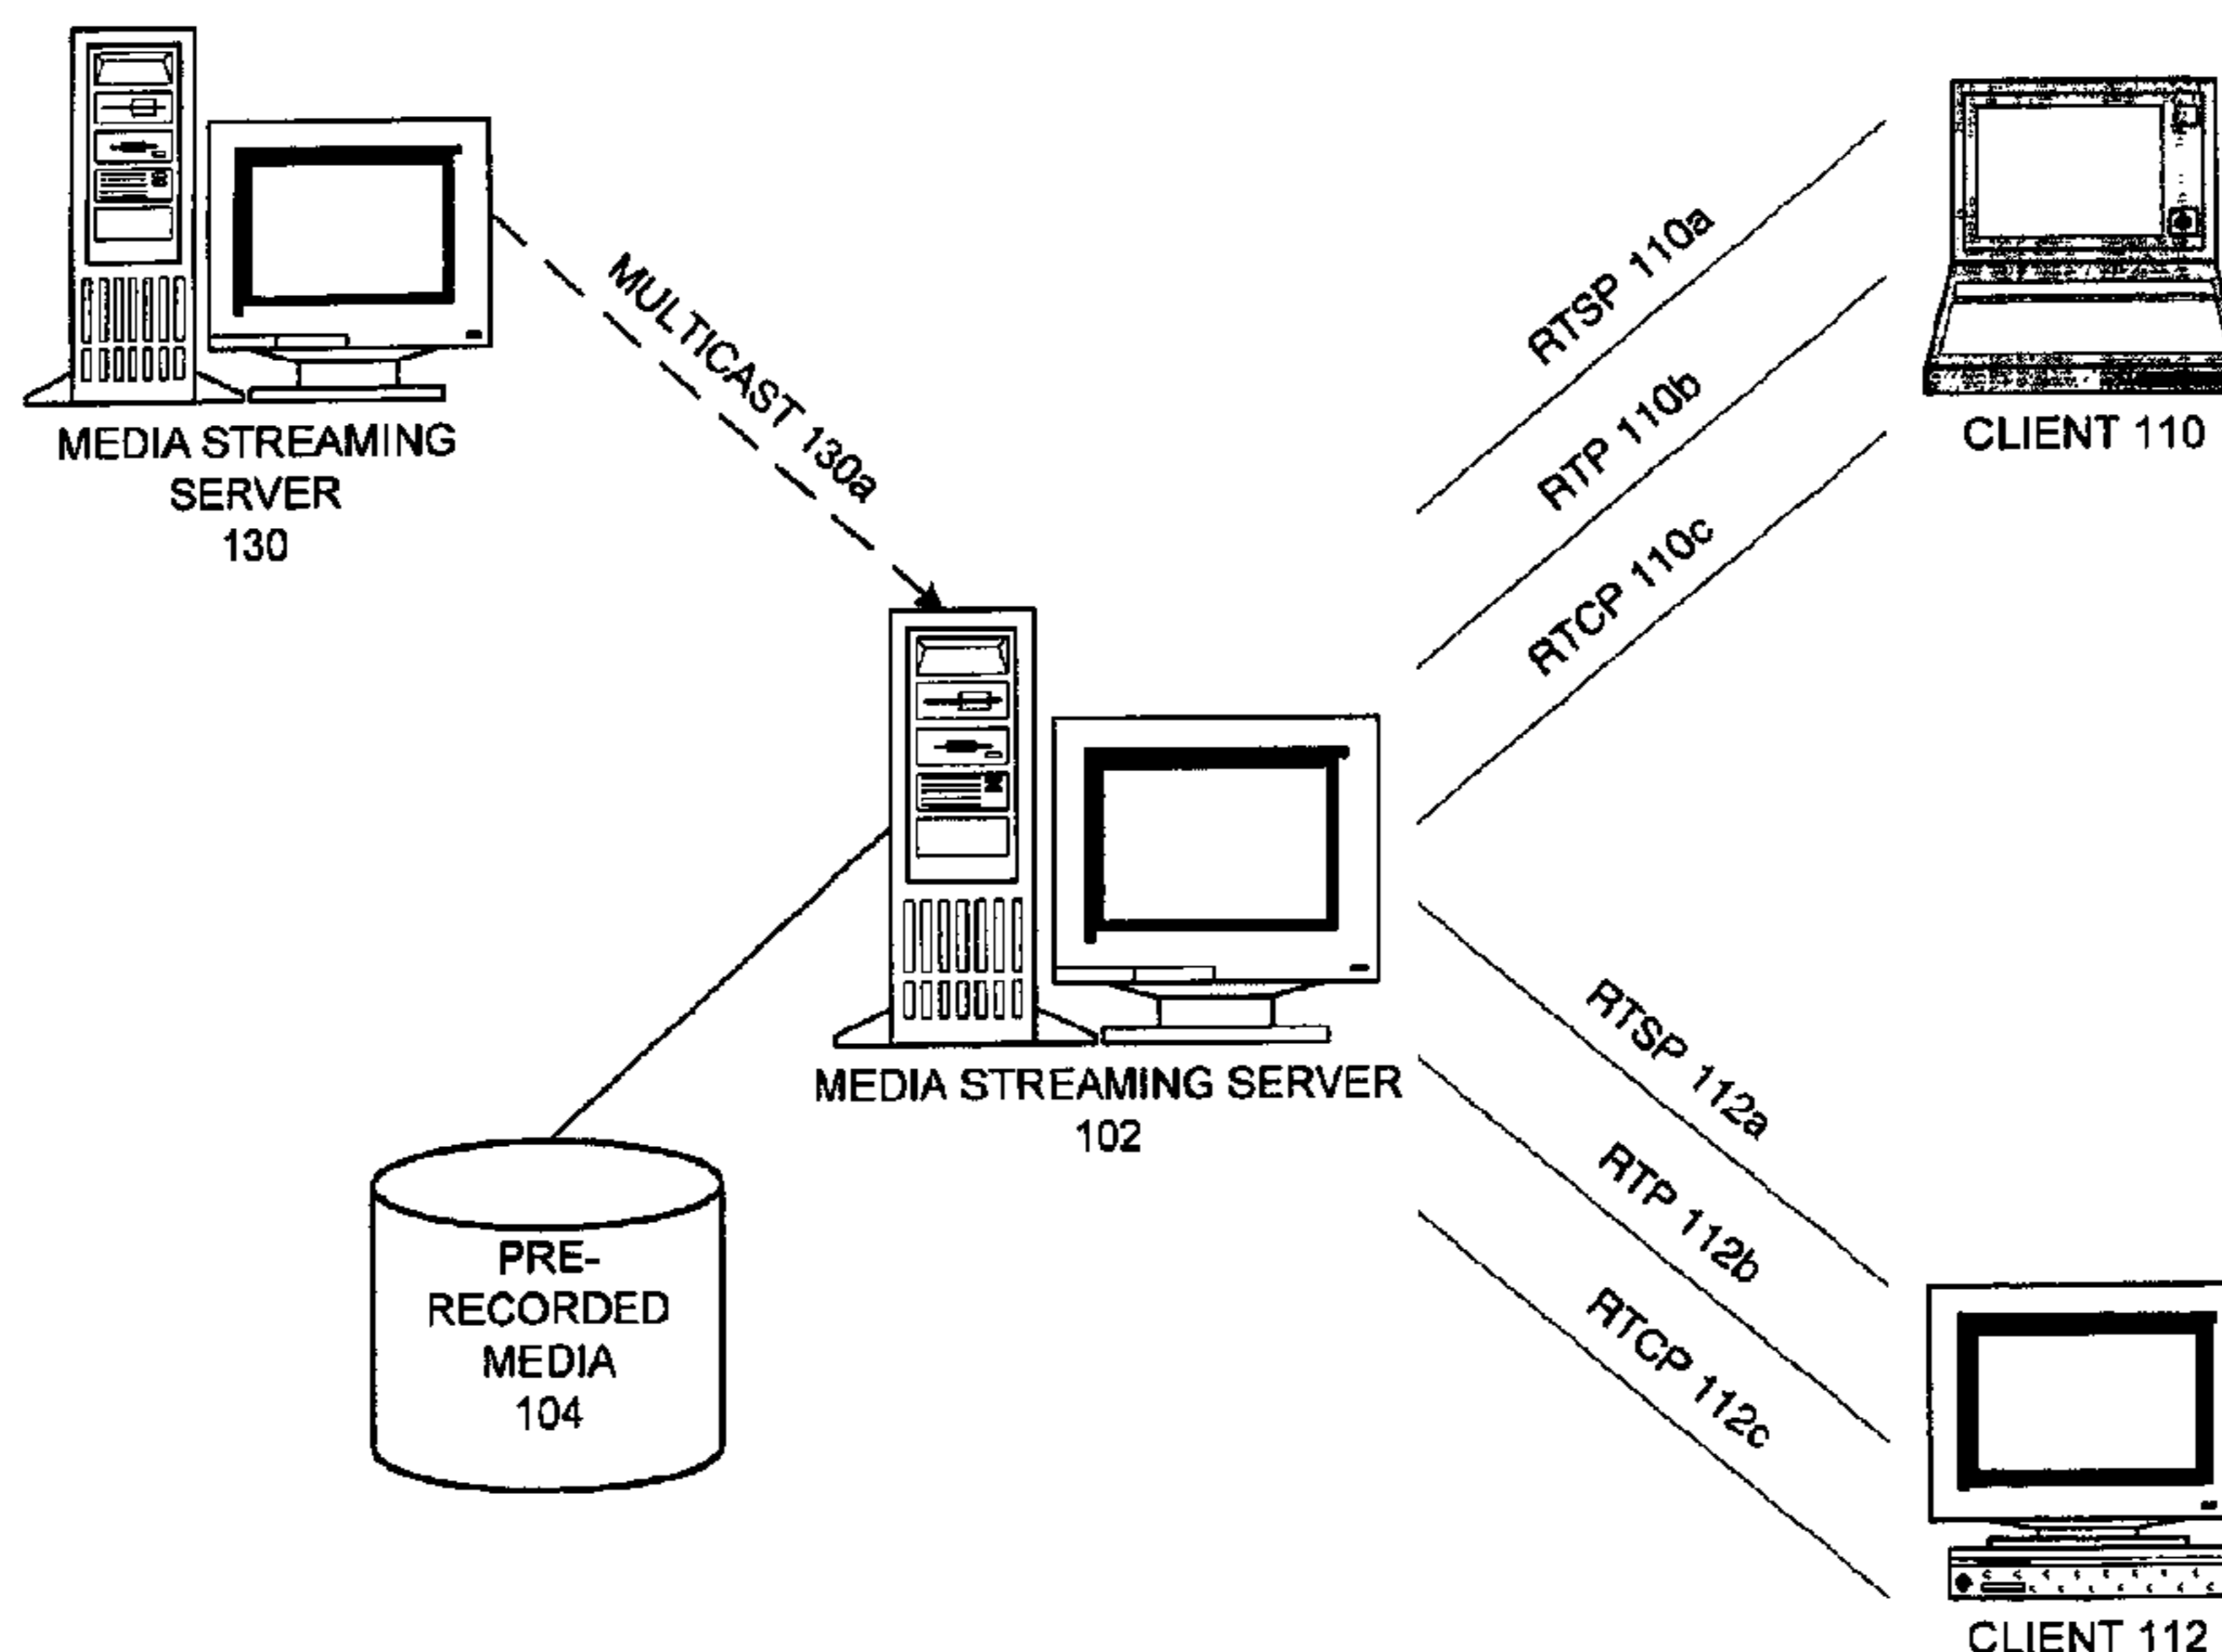 MEDIA STREAMING
SERVER
130
MULTICAST 130a
RTSP 110a
RTP 110b
RTCP 110c
CLIENT 110
MEDIA STREAMING SERVER
102
PRE-
RECORDED
MEDIA
104
RTSP 112a
RTP 112b
RTCP 112c
CLIENT 112